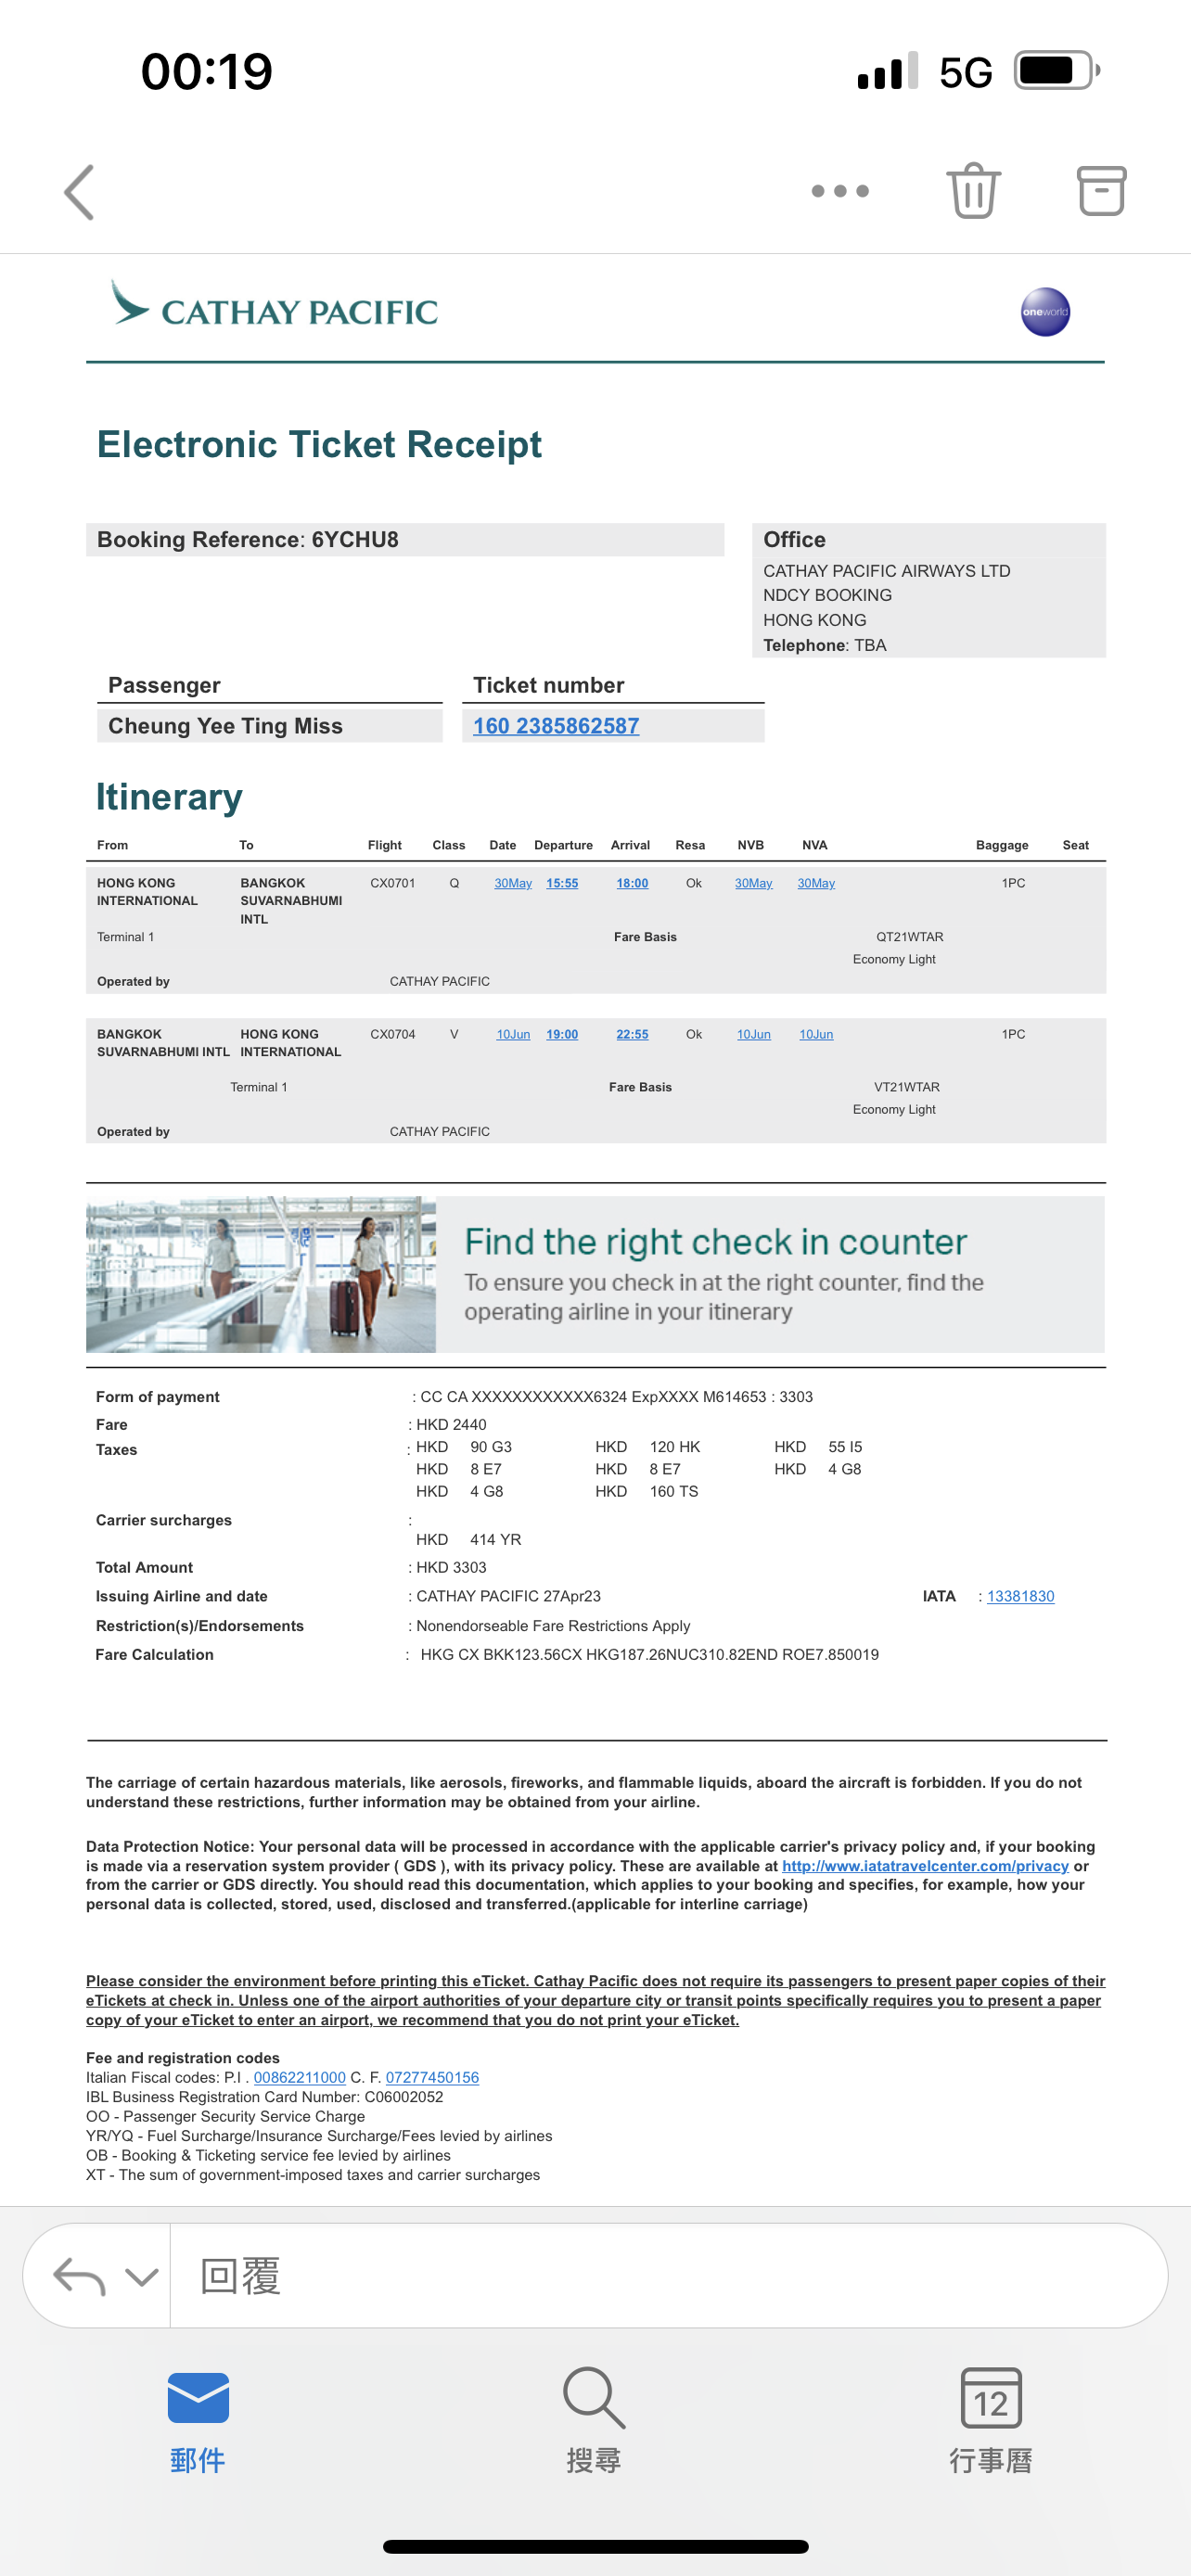 00:19
5G
CATHAY PACIFIC
oneworld
Electronic Ticket Receipt
Booking Reference: 6YCHU8
Office
CATHAY PACIFIC AIRWAYS LTD
NDCY BOOKING
HONG KONG
Telephone: TBA
Passenger
Ticket number
Cheung Yee Ting Miss
160 2385862587
Itinerary
From To Flight Class Date Departure Arrival Resa NVB NVA Baggage Seat
HONG KONG BANGKOK CX0701 Q 30May 15:55 18:00 Ok 30May 30May 1PC
INTERNATIONAL SUVARNABHUMI
INTL
Terminal 1 Fare Basis QT21WTAR
Economy Light
Operated by CATHAY PACIFIC
BANGKOK HONG KONG CX0704 V 10Jun 19:00 22:55 Ok 10Jun 10Jun 1PC
SUVARNABHUMI INTL INTERNATIONAL
Terminal 1 Fare Basis VT21WTAR
Economy Light
Operated by CATHAY PACIFIC
Find the right check in counter
To ensure you check in at the right counter, find the
operating airline in your itinerary
Form of payment : CC CA XXXXXXXXXXXX6324 ExpXXXX M614653 : 3303
Fare : HKD 2440
Taxes : HKD 90 G3 HKD 120 HK HKD 55 I5
HKD 8 E7 HKD 8 E7 HKD 4 G8
HKD 4 G8 HKD 160 TS
Carrier surcharges :
HKD 414 YR
Total Amount : HKD 3303
Issuing Airline and date : CATHAY PACIFIC 27Apr23 IATA : 13381830
Restriction(s)/Endorsements : Nonendorseable Fare Restrictions Apply
Fare Calculation : HKG CX BKK123.56CX HKG187.26NUC310.82END ROE7.850019
The carriage of certain hazardous materials, like aerosols, fireworks, and flammable liquids, aboard the aircraft is forbidden. If you do not
understand these restrictions, further information may be obtained from your airline.
Data Protection Notice: Your personal data will be processed in accordance with the applicable carrier's privacy policy and, if your booking
is made via a reservation system provider ( GDS ), with its privacy policy. These are available at http://www.iatatravelcenter.com/privacy or
from the carrier or GDS directly. You should read this documentation, which applies to your booking and specifies, for example, how your
personal data is collected, stored, used, disclosed and transferred.(applicable for interline carriage)
Please consider the environment before printing this eTicket. Cathay Pacific does not require its passengers to present paper copies of their
eTickets at check in. Unless one of the airport authorities of your departure city or transit points specifically requires you to present a paper
copy of your eTicket to enter an airport, we recommend that you do not print your eTicket.
Fee and registration codes
Italian Fiscal codes: P.I . 00862211000 C. F. 07277450156
IBL Business Registration Card Number: C06002052
OO - Passenger Security Service Charge
YR/YQ - Fuel Surcharge/Insurance Surcharge/Fees levied by airlines
OB - Booking & Ticketing service fee levied by airlines
XT - The sum of government-imposed taxes and carrier surcharges
回覆
12
郵件 搜尋 行事曆